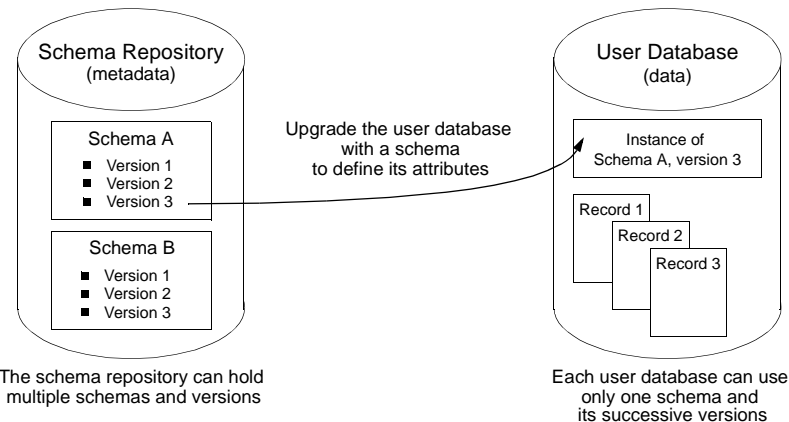 Schema Repository
(metadata)
Schema A
Version 1
Version 2
Version 3
Schema B
Version 1
Version 2
Version 3
The schema repository can hold
multiple schemas and versions
Upgrade the user database
with a schema
to define its attributes
User Database
(data)
Instance of
Schema A, version 3
Record 1
Record 2
Record 3
Each user database can use
only one schema and
its successive versions